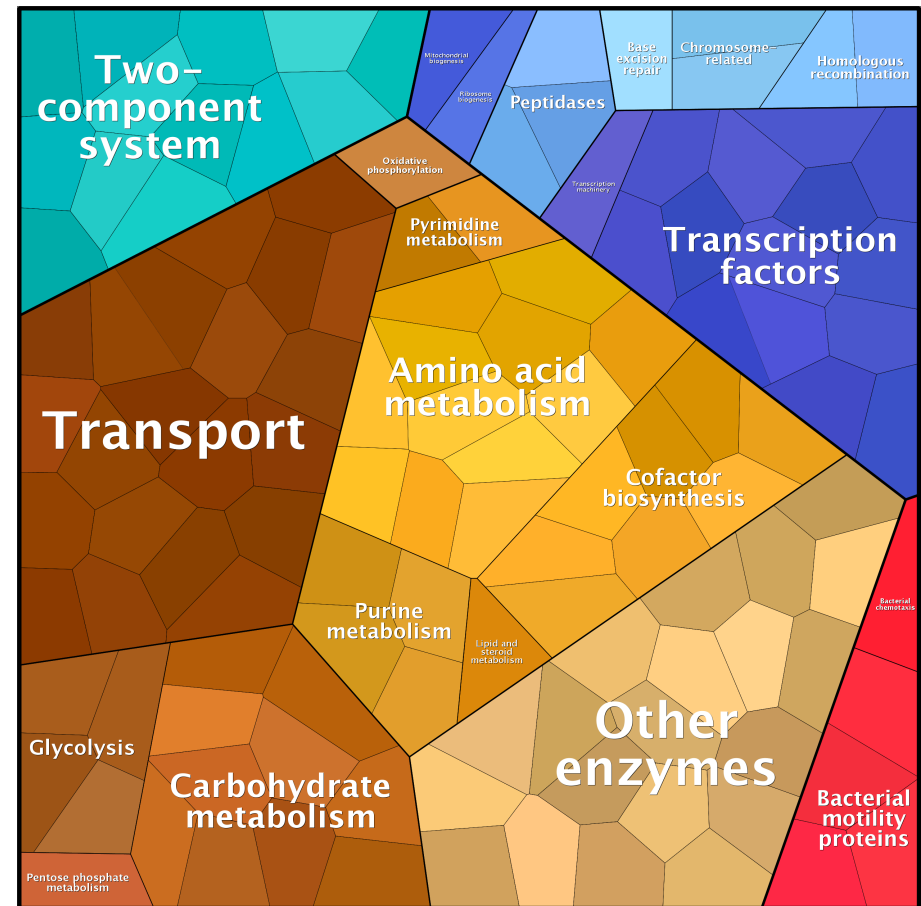 Two-
component
system
Mitochondrial
biogenesis
Ribosome
biogenesis
Peptidases
Base
excision
repair
Chromosome-
related
Homologous
recombination
Oxidative
phosphorylation
Transcription
machinery
Pyrimidine
metabolism
Transcription
factors
Transport
Amino acid
metabolism
Cofactor
biosynthesis
Purine
metabolism
Lipid and
steroid
metabolism
Bacterial
chemotaxis
Glycolysis
Carbohydrate
metabolism
Other
enzymes
Bacterial
motility
proteins
Pentose phosphate
metabolism